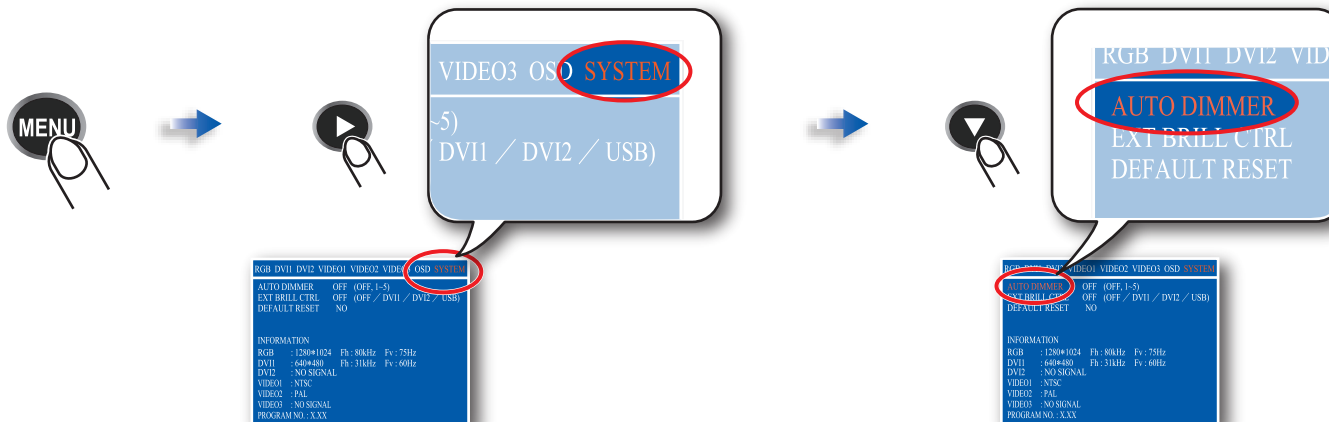 MENU
VIDEO3 OSD SYSTEM
~5)
DVI1 / DVI2 / USB)
RGB DVI1 DVI2 VIDEO1 VIDEO2 VIDEO3 OSD SYSTEM
AUTO DIMMER OFF (OFF, 1~5)
EXT BRILL CTRL OFF (OFF / DVI1 / DVI2 / USB)
DEFAULT RESET NO
INFORMATION
RGB : 1280*1024 Fh : 80kHz Fv : 75Hz
DVI1 : 640*480 Fh : 31kHz Fv : 60Hz
DVI2 : NO SIGNAL
VIDEO1 : NTSC
VIDEO2 : PAL
VIDEO3 : NO SIGNAL
PROGRAM NO. : X.XX
RGB DVI1 DVI2 VID
AUTO DIMMER
EXT BRILL CTRL
DEFAULT RESET
RGB DVI1 DVI2 VIDEO1 VIDEO2 VIDEO3 OSD SYSTEM
AUTO DIMMER OFF (OFF, 1~5)
EXT BRILL CTRL OFF (OFF / DVI1 / DVI2 / USB)
DEFAULT RESET NO
INFORMATION
RGB : 1280*1024 Fh : 80kHz Fv : 75Hz
DVI1 : 640*480 Fh : 31kHz Fv : 60Hz
DVI2 : NO SIGNAL
VIDEO1 : NTSC
VIDEO2 : PAL
VIDEO3 : NO SIGNAL
PROGRAM NO. : X.XX